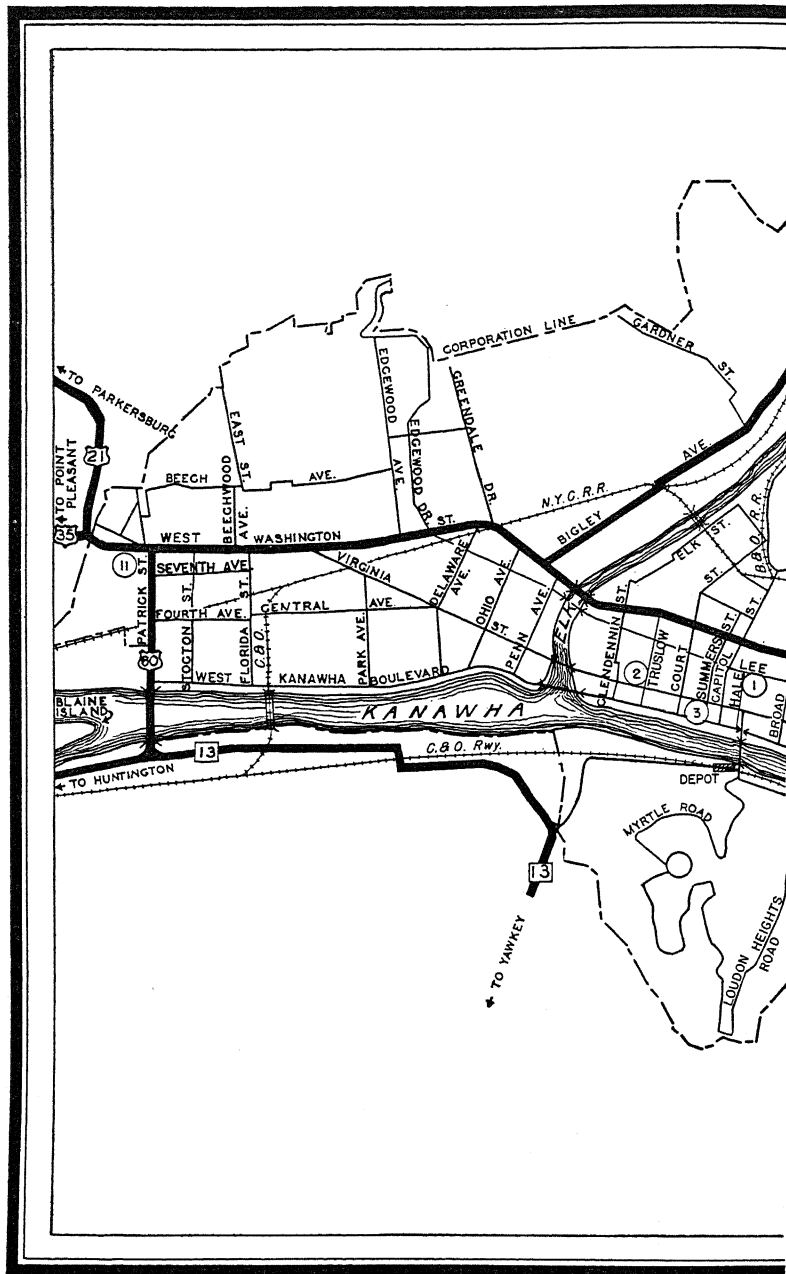 GARDNER
ST.
CORPORATION LINE
TO PARKERSBURG
21
TO POINT
PLEASANT
35
EDGEWOOD
AVE.
EDGEWOOD DR.
GREENDALE
DR.
EAST ST.
BEECH AVE.
BEECHWOOD
AVE.
N.Y.C.R.R.
BIGLEY
AVE.
WEST WASHINGTON ST.
11
SEVENTH AVE.
VIRGINIA
ST.
DELAWARE
AVE.
OHIO AVE.
PENN AVE.
ELK
ELK ST.
B.&O. R.R.
PATRICK ST.
STOGTON ST.
FLORIDA ST.
C.&O.
FOURTH AVE.
CENTRAL AVE.
PARK AVE.
60
WEST KANAWHA BOULEVARD
GLENDENNIN ST.
2
TRUSLOW
COURT
ST.
SUMMERS ST.
CAPITOL ST.
3
HALE
LEE
1
BROAD
BLAINE
ISLAND
KANAWHA
13
TO HUNTINGTON
C.&O. Rwy.
DEPOT
MYRTLE ROAD
13
TO YAWKEY
LOUDON HEIGHTS
ROAD